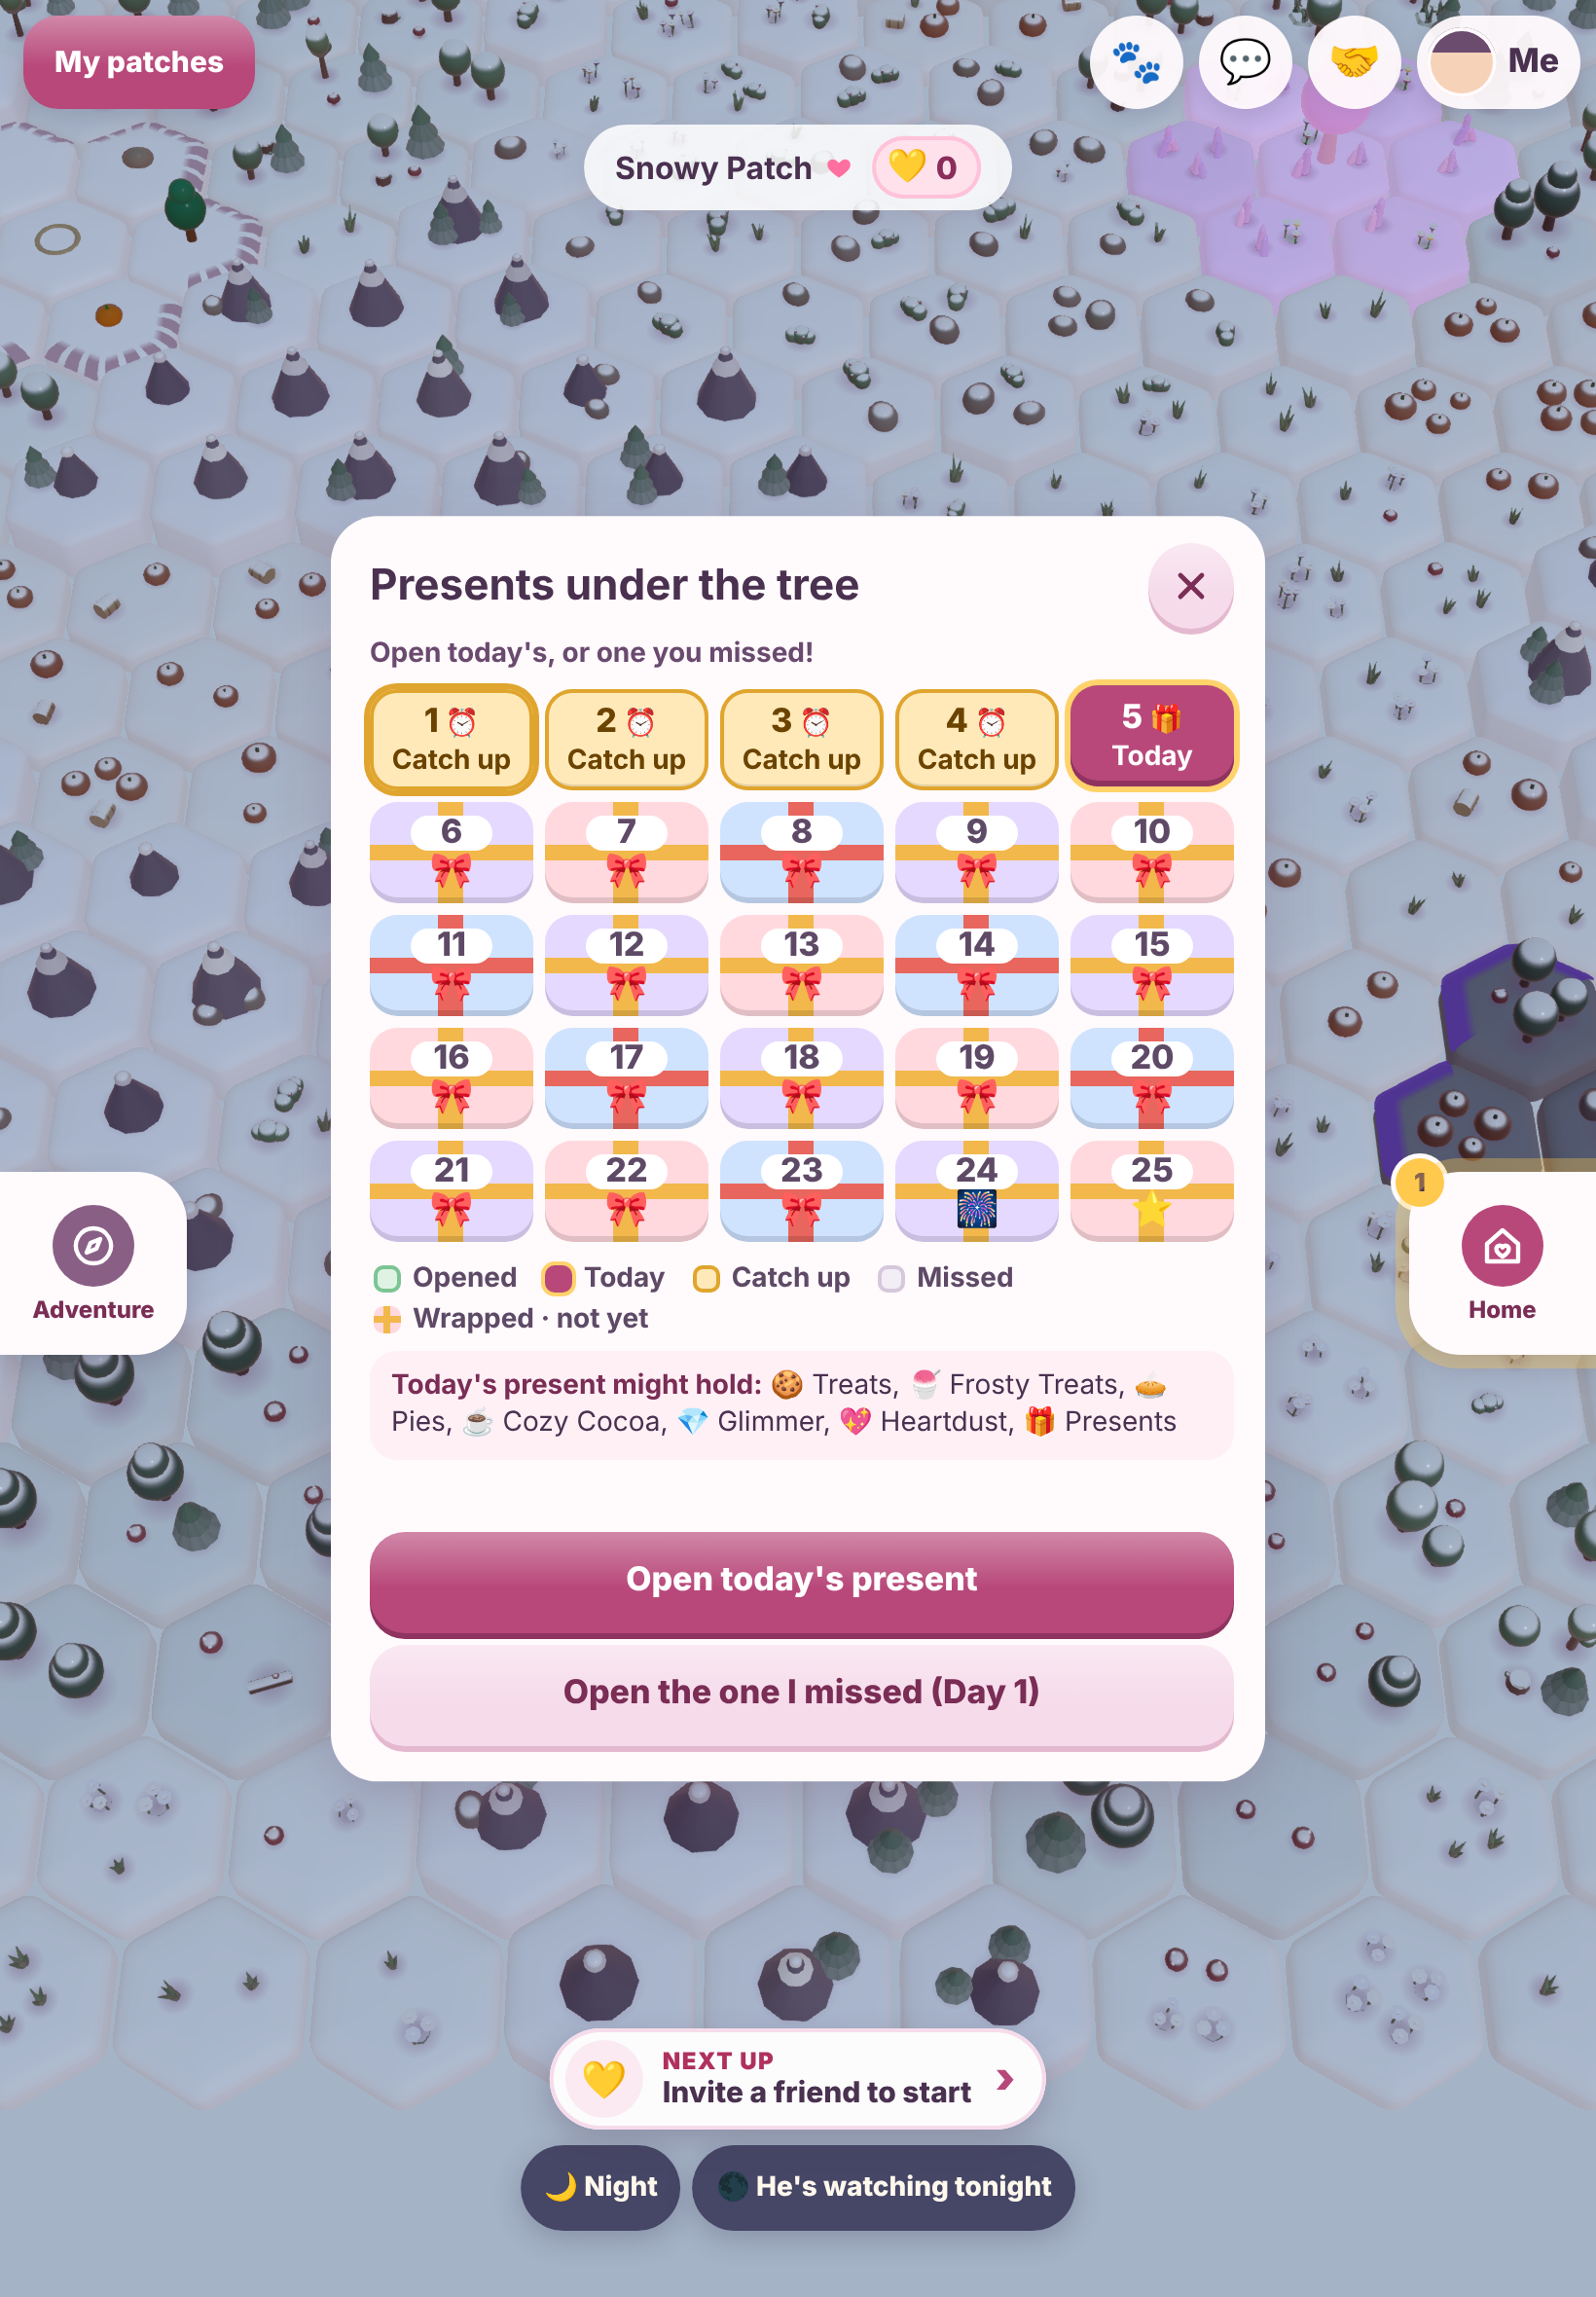 My patches
Me
Snowy Patch
0
Presents under the tree
Open today's, or one you missed!
1
Catch up
2
Catch up
3
Catch up
4
Catch up
5
Today
6
7
8
9
10
11
12
13
14
15
16
17
18
19
20
21
22
23
24
25
Opened
Today
Catch up
Missed
Wrapped · not yet
Today's present might hold: Treats, Frosty Treats,
Pies, Cozy Cocoa, Glimmer, Heartdust, Presents
Open today's present
Open the one I missed (Day 1)
Adventure
1
Home
NEXT UP
Invite a friend to start
Night
He's watching tonight